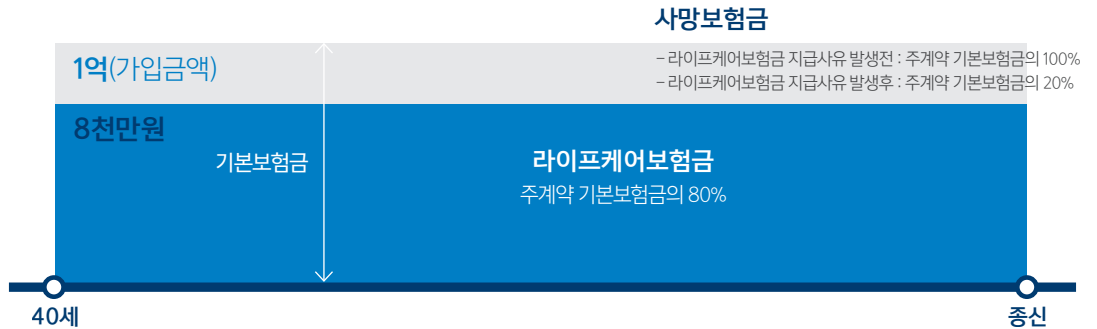 사망보험금
1억(가입금액)
- 라이프케어보험금 지급사유 발생전 : 주계약 기본보험금의 100%
- 라이프케어보험금 지급사유 발생후 : 주계약 기본보험금의 20%
8천만원
기본보험금
라이프케어보험금
주계약 기본보험금의 80%
40세
종신